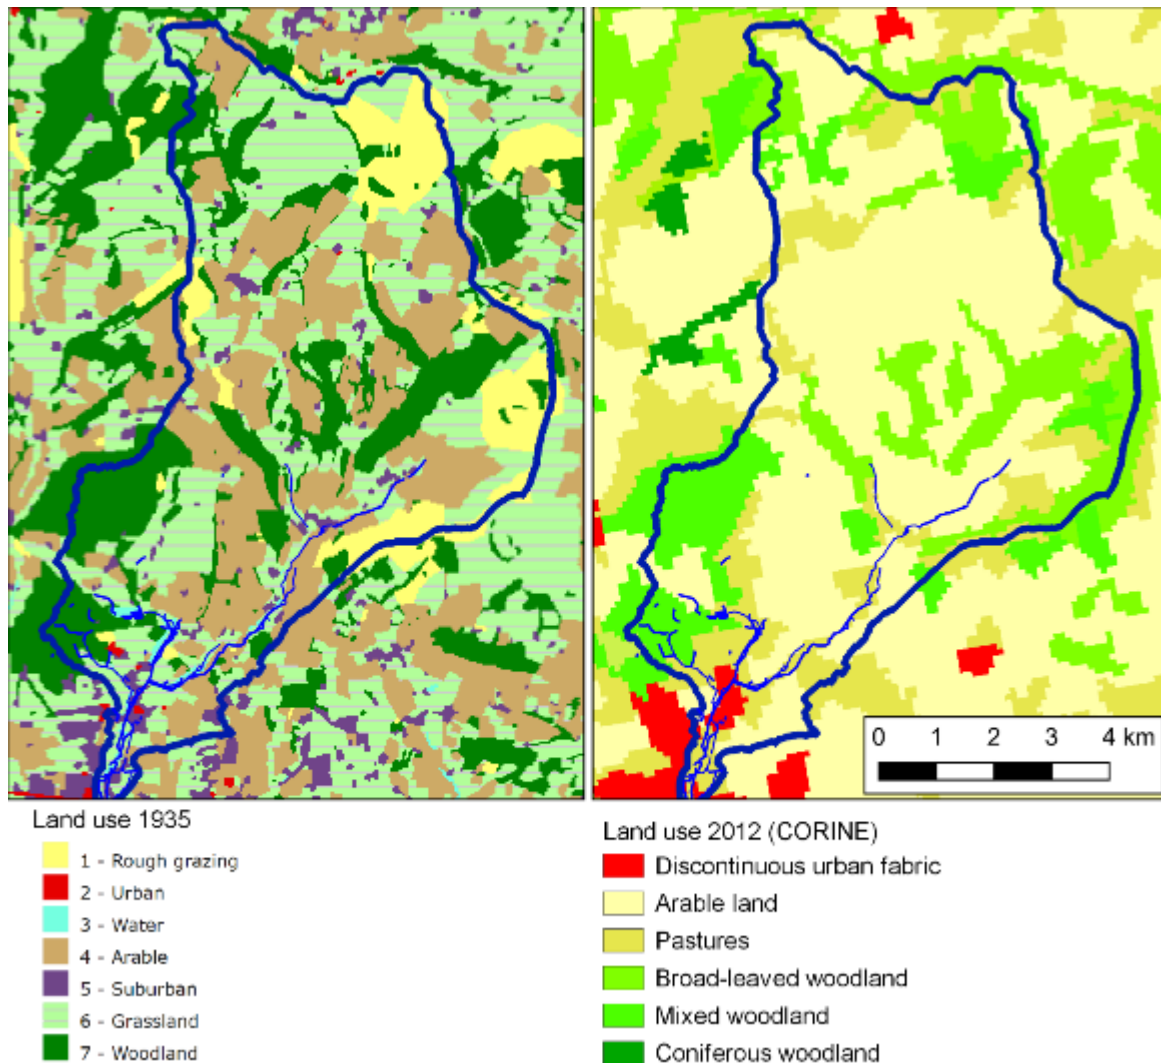 0 1 2 3 4 km
Land use 1935
1 - Rough grazing
2 - Urban
3 - Water
4 - Arable
5 - Suburban
6 - Grassland
7 - Woodland
Land use 2012 (CORINE)
Discontinuous urban fabric
Arable land
Pastures
Broad-leaved woodland
Mixed woodland
Coniferous woodland